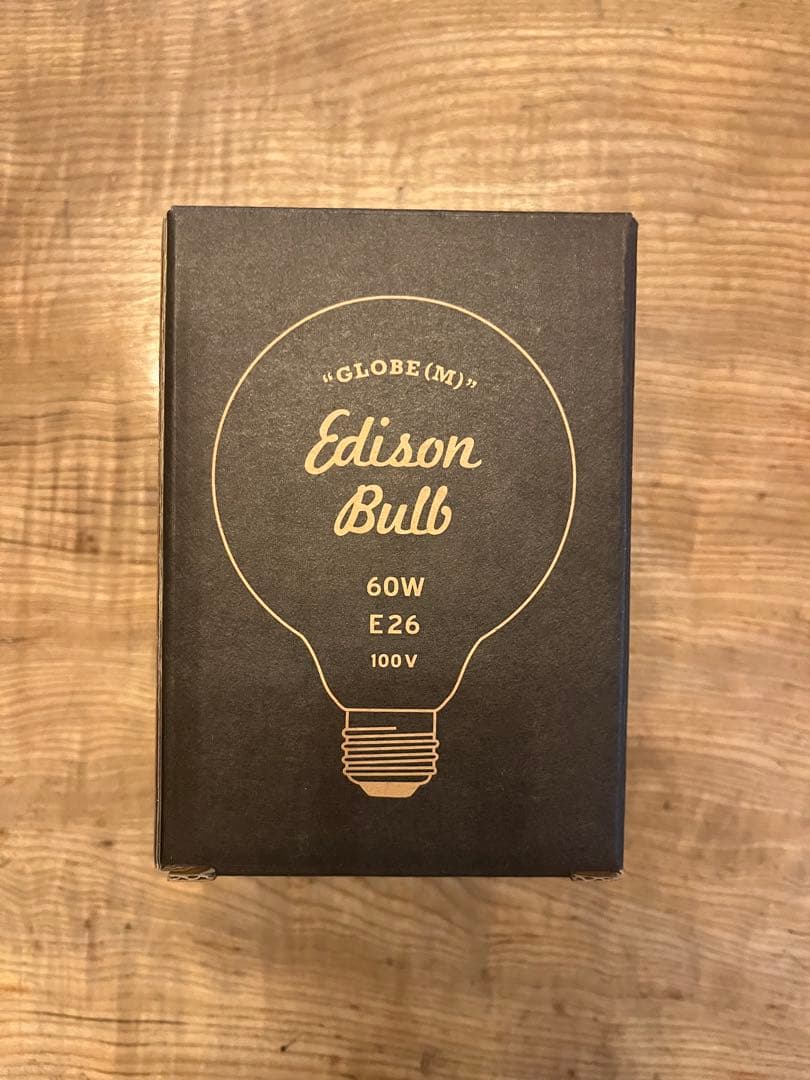 “GLOBE(M)”
Edison
Bulb
60W
E26
100V